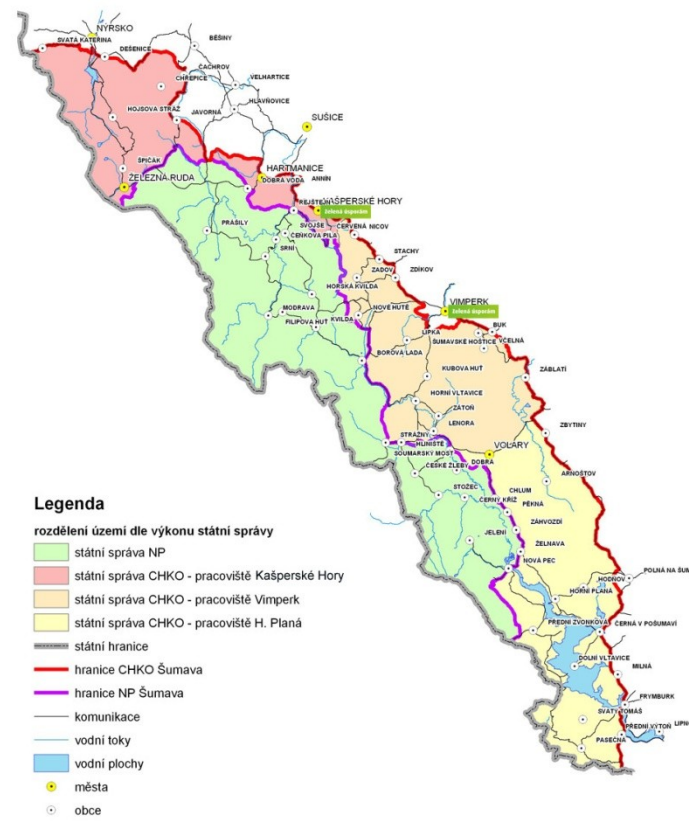 NÝRSKO
SVATÁ KATEŘINA
DEŠENICE
BĚŠINY
ČACHROV
CHŘEPICE
VELHARTICE
HLAVŇOVICE
HOJSOVA STRÁŽ
JAVORNÁ
SUŠICE
ŠPIČÁK
ŽELEZNÁ RUDA
HARTMANICE
DOBRÁ VODA
ANNÍN
REJŠTEJN
KAŠPERSKÉ HORY
zelená doporám
SVOJŠE
ČERVENÁ
NICOV
PRÁŠILY
ČEŇKOVA PILA
SRNÍ
STACHY
ZADOV
ZDÍKOV
HORSKÁ KVILDA
MODRAVA
FILIPOVA HUŤ
KVILDA
NOVÉ HUTĚ
VIMPERK
zelená doporám
LIPKA
BUK
ŠUMAVSKÉ HOŠTICE
VČELNÁ
BOROVÁ LADA
KUBOVA HUŤ
ZÁBLATÍ
HORNÍ VLTAVICE
ZÁTOŇ
LENORA
ZBYTINY
STRÁŽNÝ
HLINIŠTĚ
VOLARY
SOUMARSKÝ MOST
DOBRÁ
ČESKÉ ŽLEBY
ARNOŠTOV
STOŽEC
CHLUM
ČERNÝ KŘÍŽ
PĚKNÁ
ZÁHVOZDÍ
JELENÍ
ŽELNAVA
NOVÁ PEC
POLNÁ NA ŠUM
HODŇOV
HORNÍ PLANÁ
PŘEDNÍ ZVONKOVÁ
ČERNÁ V POŠUMAVÍ
DOLNÍ VLTAVICE
MILNÁ
FRYMBURK
SVATÝ TOMÁŠ
PŘEDNÍ VÝTOŇ
LIPNO
PASEČNÁ
Legenda
rozdělení území dle výkonu státní správy
státní správa NP
státní správa CHKO - pracoviště Kašperské Hory
státní správa CHKO - pracoviště Vimperk
státní správa CHKO - pracoviště H. Planá
státní hranice
hranice CHKO Šumava
hranice NP Šumava
komunikace
vodní toky
vodní plochy
města
obce